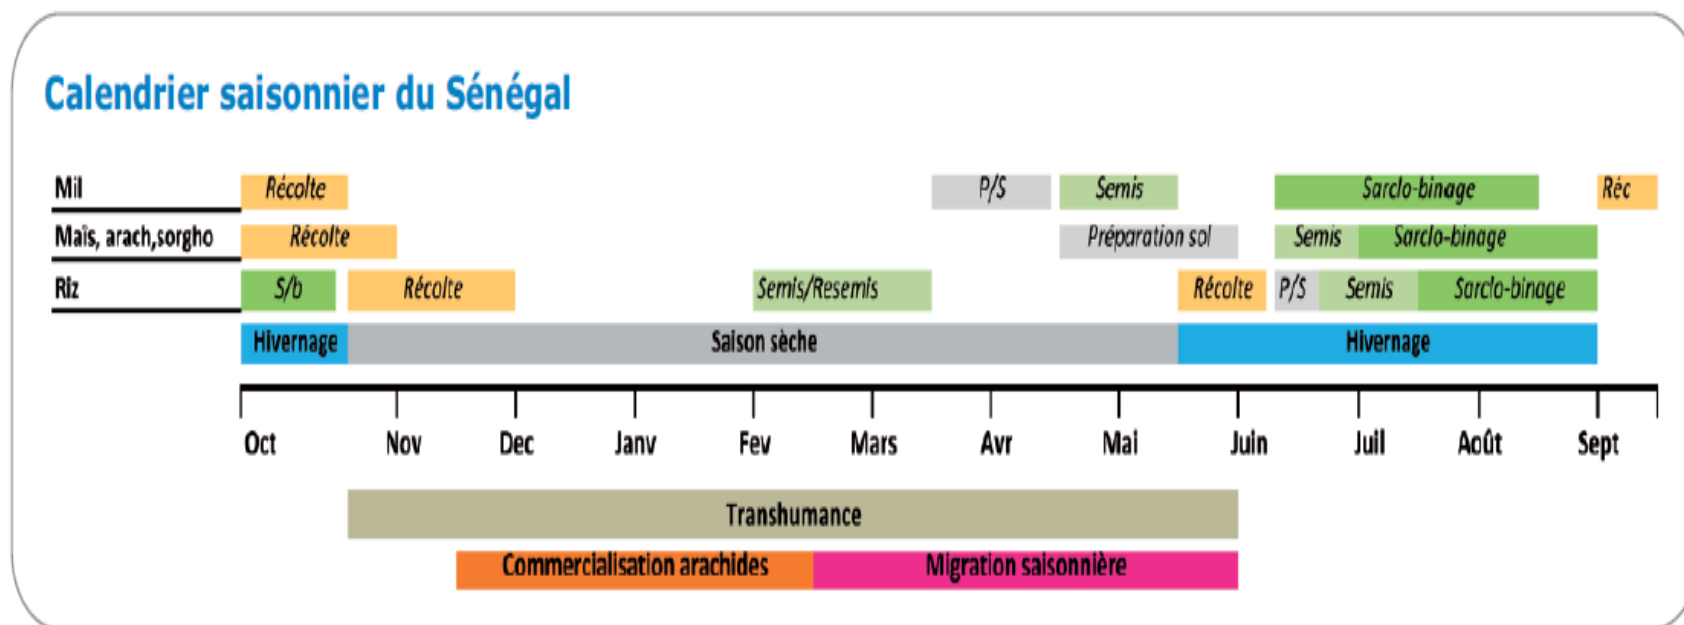 Calendrier saisonnier du Sénégal
Mil Récolte P/S Semis Sarclo-binage Réc
Maïs, arach,sorgho Récolte Préparation sol Semis Sarclo-binage
Riz S/b Récolte Semis/Resemis Récolte P/S Semis Sarclo-binage
Hivernage Saison sèche Hivernage
Oct Nov Dec Janv Fev Mars Avr Mai Juin Juil Août Sept
Transhumance
Commercialisation arachides Migration saisonnière